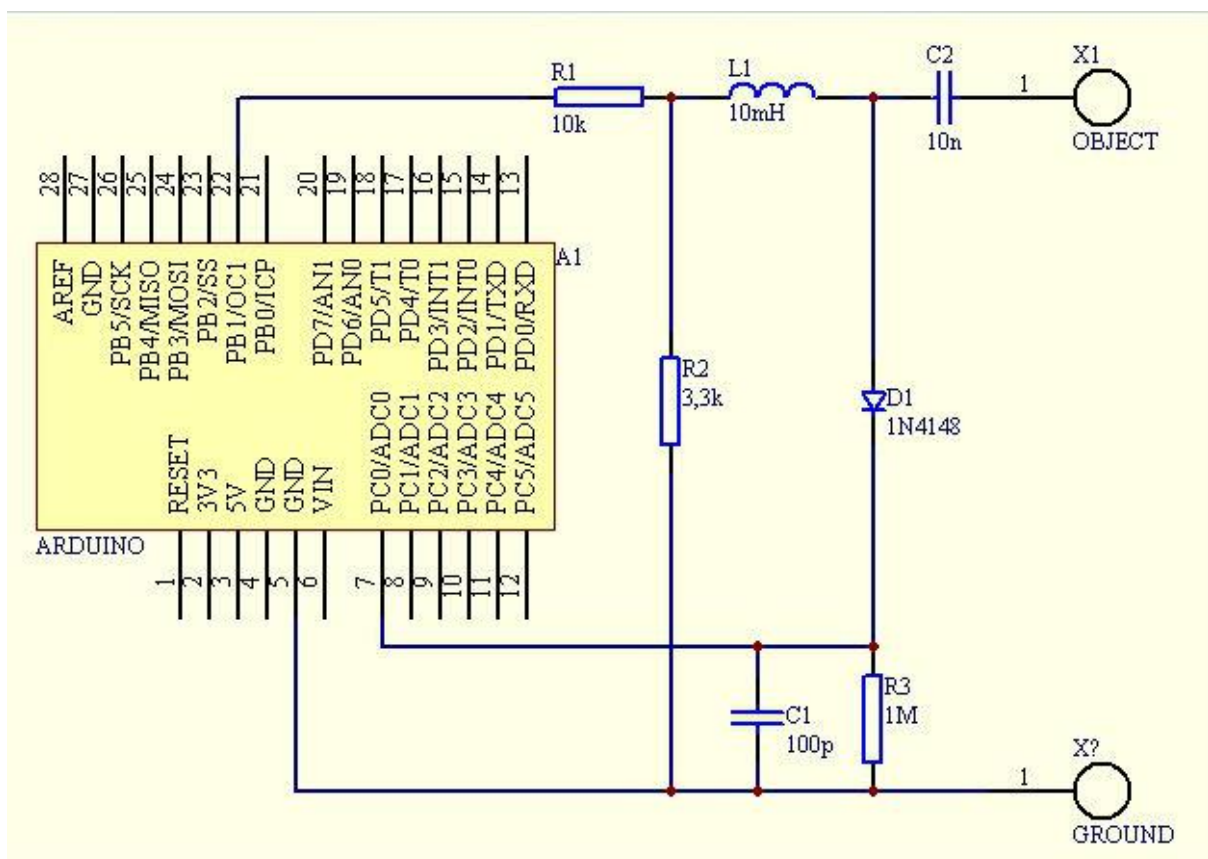 C2
X1
R1
L1
1
10k
10mH
10n
OBJECT
28
27
26
25
24
23
22
21
20
19
18
17
16
15
14
13
A1
AREF
GND
PB5/SCK
PB4/MISO
PB3/MOSI
PB2/SS
PB1/OC1
PB0/ICP
PD7/AN1
PD6/AN0
PD5/T1
PD4/T0
PD3/INT1
PD2/INT0
PD1/TXD
PD0/RXD
R2
3,3k
D1
1N4148
RESET
3V3
5V
GND
GND
VIN
PC0/ADC0
PC1/ADC1
PC2/ADC2
PC3/ADC3
PC4/ADC4
PC5/ADC5
ARDUINO
1
2
3
4
5
6
7
8
9
10
11
12
R3
1M
C1
100p
X?
1
GROUND